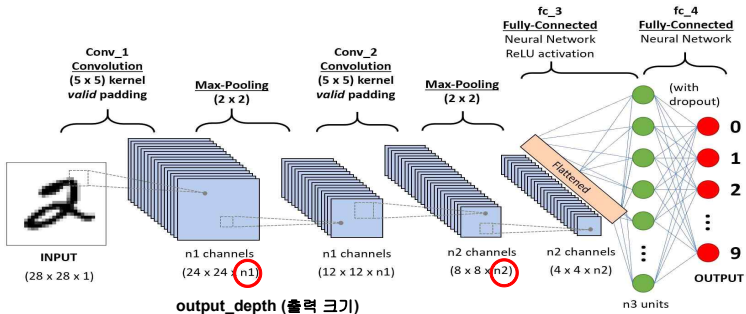 fc_3
Fully-Connected
Neural Network
ReLU activation
fc_4
Fully-Connected
Neural Network
Conv_1
Convolution
(5 x 5) kernel
valid padding
Max-Pooling
(2 x 2)
Conv_2
Convolution
(5 x 5) kernel
valid padding
Max-Pooling
(2 x 2)
(with
dropout)
Flattened
0
1
2
9
INPUT
(28 x 28 x 1)
n1 channels
(24 x 24 x n1)
n1 channels
(12 x 12 x n1)
n2 channels
(8 x 8 x n2)
n2 channels
(4 x 4 x n2)
OUTPUT
n3 units
output_depth (출력 크기)